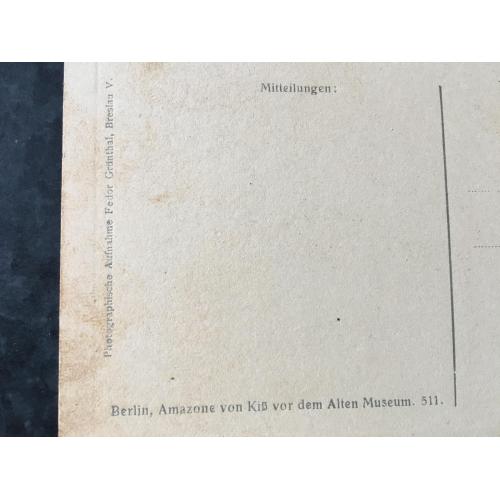 Mitteilungen:
Photographische Aufnahme Fedor Grünthal, Breslau V.
Berlin, Amazone von Kiß vor dem Alten Museum. 511.